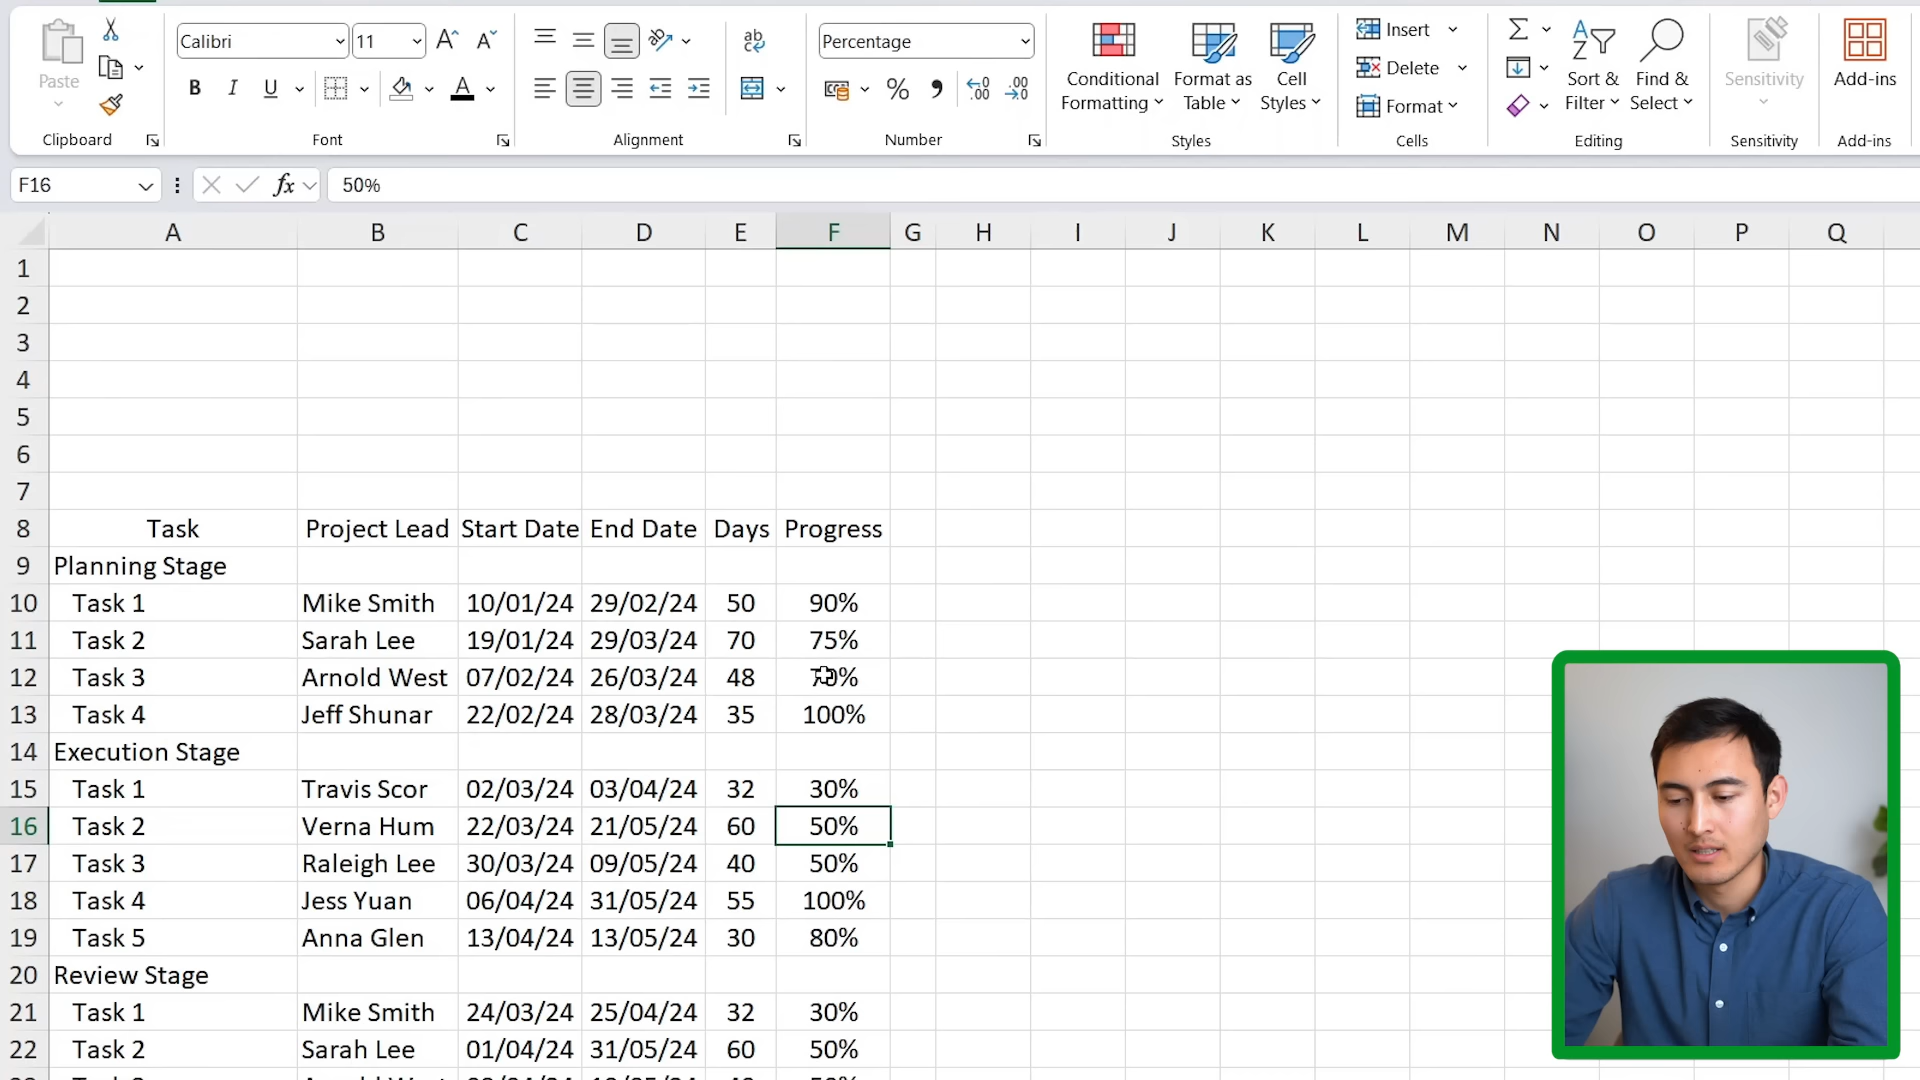 Calibri 11 ab Percentage Insert Σ A Z
Paste B I U A % , Conditional Formatting Format as Table Cell Styles Delete Sort & Filter Find & Select Sensitivity Add-ins
Format
Clipboard Font Alignment Number Styles Cells Editing Sensitivity Add-ins
F16 fx 50%
A B C D E F G H I J K L M N O P Q
1
2
3
4
5
6
7
8 Task Project Lead Start Date End Date Days Progress
9 Planning Stage
10 Task 1 Mike Smith 10/01/24 29/02/24 50 90%
11 Task 2 Sarah Lee 19/01/24 29/03/24 70 75%
12 Task 3 Arnold West 07/02/24 26/03/24 48 70%
13 Task 4 Jeff Shunar 22/02/24 28/03/24 35 100%
14 Execution Stage
15 Task 1 Travis Scor 02/03/24 03/04/24 32 30%
16 Task 2 Verna Hum 22/03/24 21/05/24 60 50%
17 Task 3 Raleigh Lee 30/03/24 09/05/24 40 50%
18 Task 4 Jess Yuan 06/04/24 31/05/24 55 100%
19 Task 5 Anna Glen 13/04/24 13/05/24 30 80%
20 Review Stage
21 Task 1 Mike Smith 24/03/24 25/04/24 32 30%
22 Task 2 Sarah Lee 01/04/24 31/05/24 60 50%